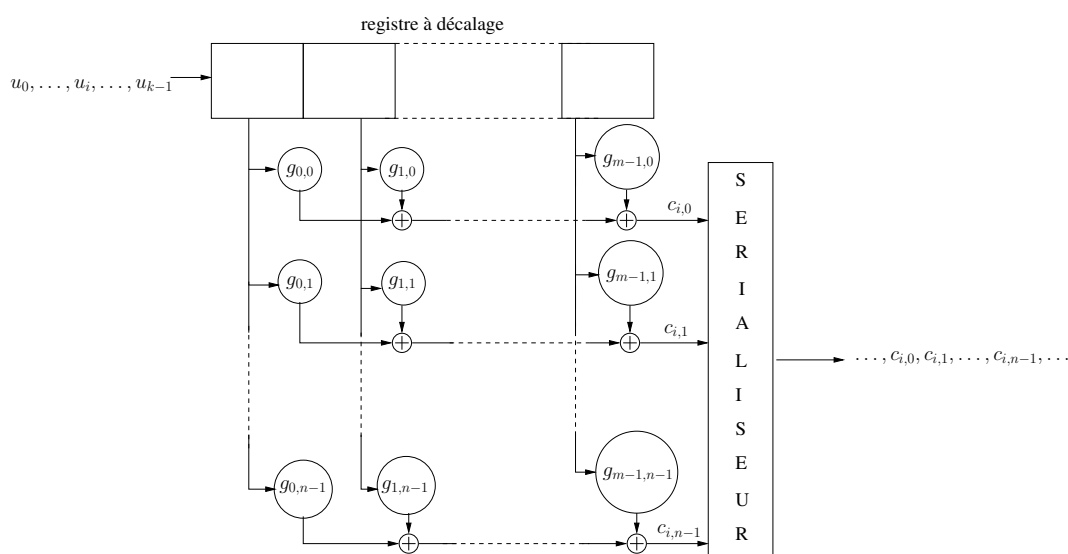 registre à décalage
u_0, . . . , u_i, . . . , u_{k−1}
g_{0,0} g_{1,0} g_{m−1,0}
c_{i,0}
g_{0,1} g_{1,1} g_{m−1,1}
c_{i,1}
SERIALISEUR
. . . , c_{i,0}, c_{i,1}, . . . , c_{i,n−1}, . . .
g_{0,n−1} g_{1,n−1} g_{m−1,n−1}
c_{i,n−1}